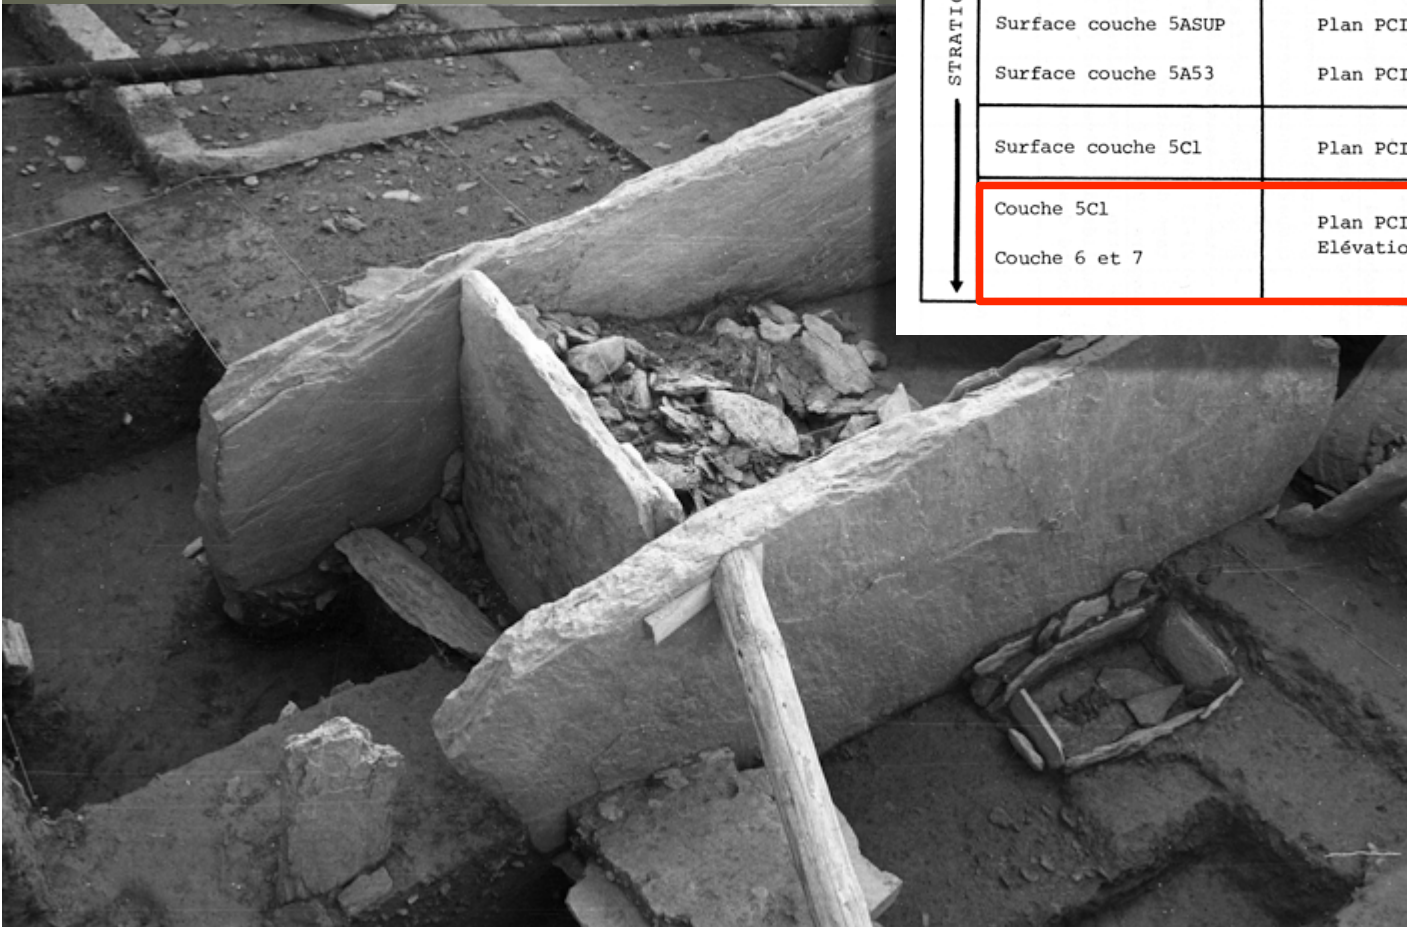 STRATIC
Surface couche 5ASUP Plan PCI
Surface couche 5A53 Plan PCI
Surface couche 5C1 Plan PCI
Couche 5C1
Plan PCI
Elévatio
Couche 6 et 7